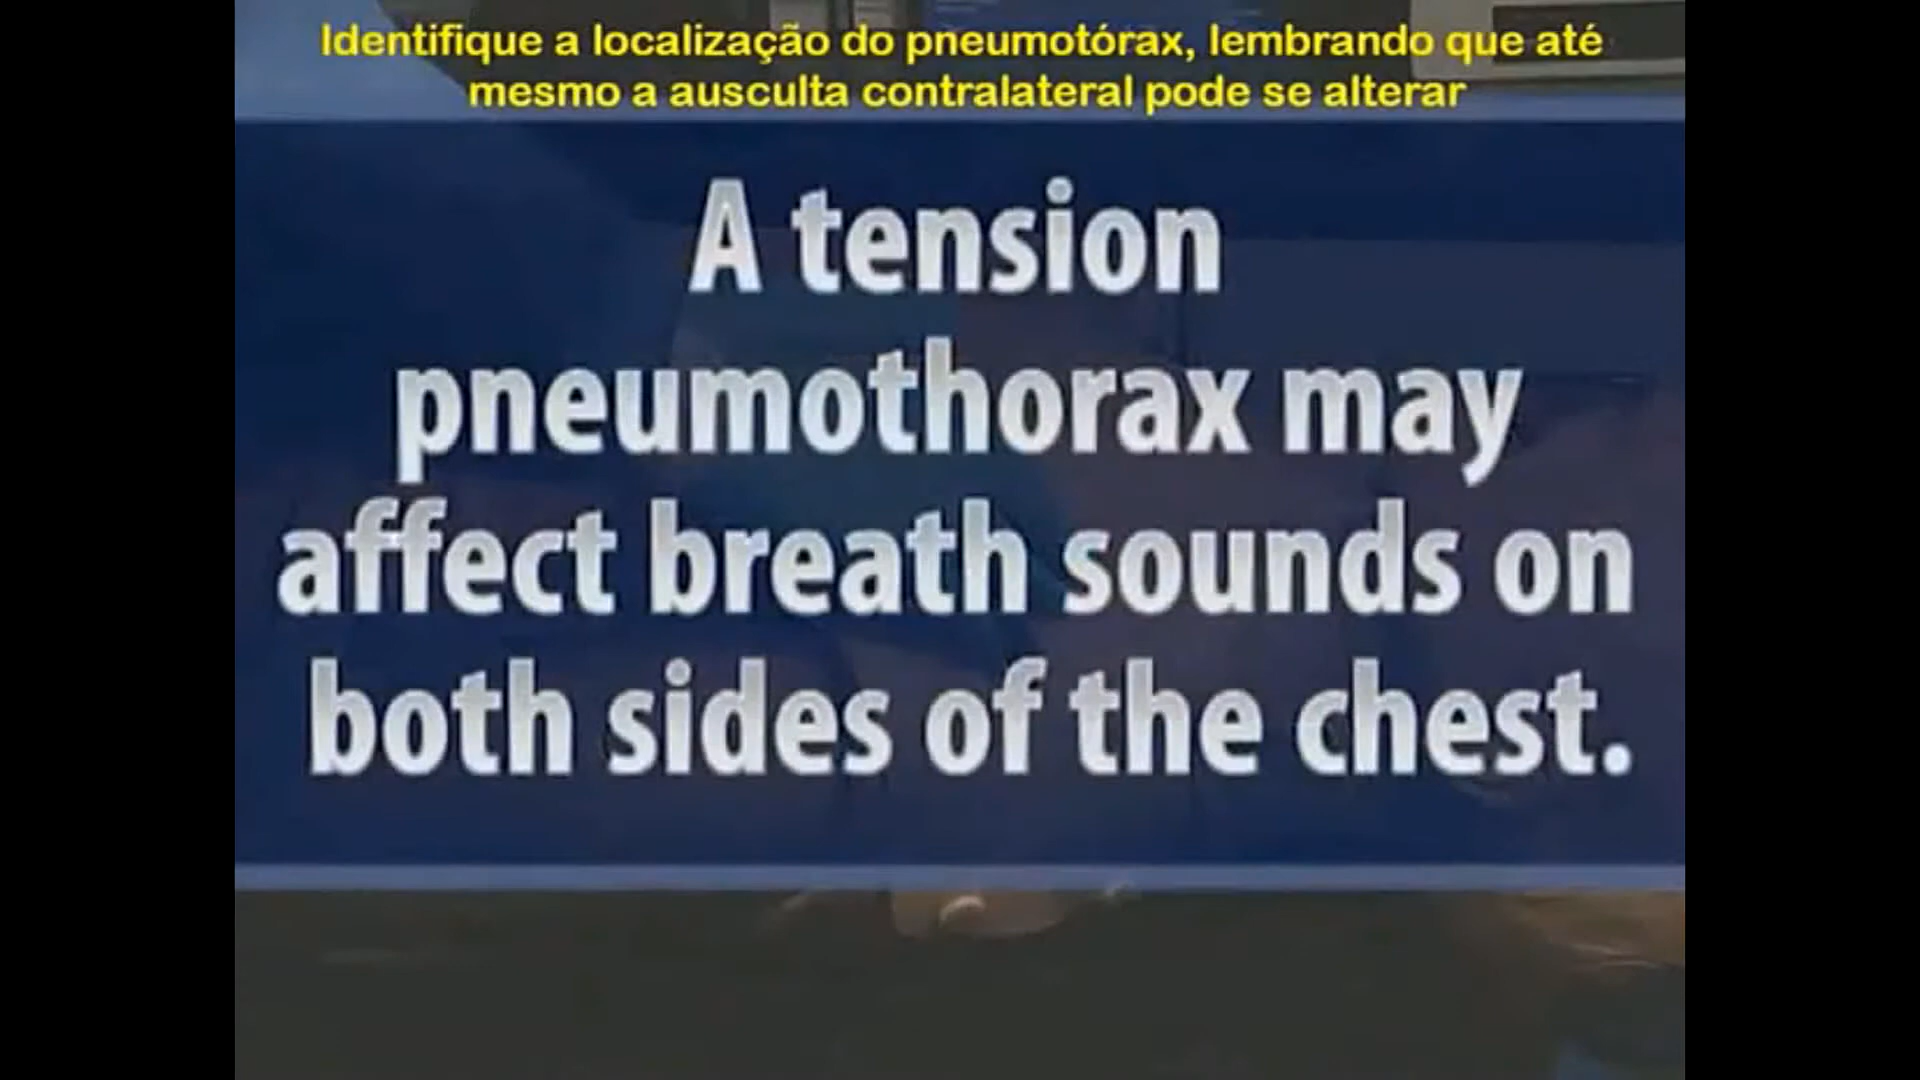 Identifique a localização do pneumotórax, lembrando que até
mesmo a ausculta contralateral pode se alterar
A tension
pneumothorax may
affect breath sounds on
both sides of the chest.